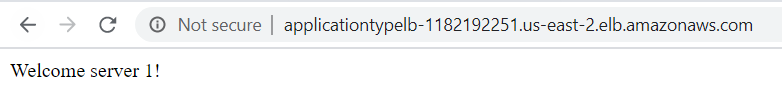 Not secure | applicationtypelb-1182192251.us-east-2.elb.amazonaws.com
Welcome server 1!